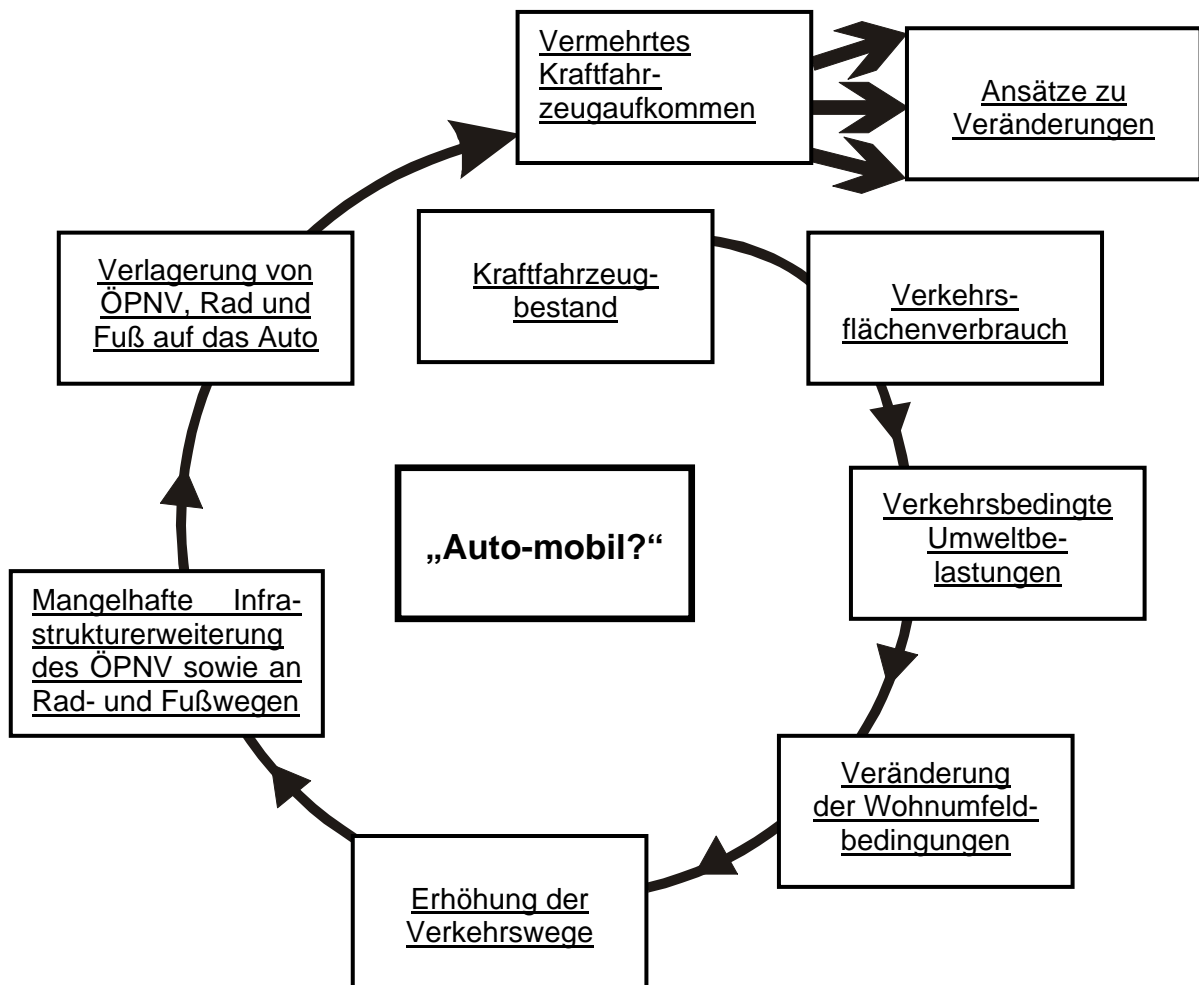 Vermehrtes
Kraftfahr-
zeugaufkommen
Ansätze zu
Veränderungen
Kraftfahrzeug-
bestand
Verkehrs-
flächenverbrauch
Verkehrsbedingte
Umweltbe-
lastungen
Veränderung
der Wohnumfeld-
bedingungen
Erhöhung der
Verkehrswege
Mangelhafte Infra-
strukturerweiterung
des ÖPNV sowie an
Rad- und Fußwegen
Verlagerung von
ÖPNV, Rad und
Fuß auf das Auto
„Auto-mobil?“